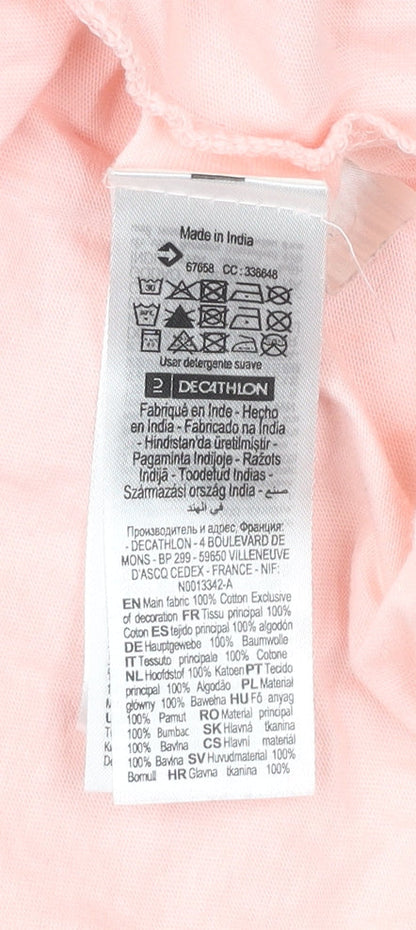 Made in India
67658 CC : 338648
Usar detergente suave
DECATHLON
Fabriqué en Inde - Hecho
en India - Fabricado na Índia
- Hindistan'da üretilmiştir -
Pagaminta Indijoje - Ražots
Indijā - Toodetud Indias -
Származási ország India - صنع
في الهند
Производитель и адрес, Франция:
- DECATHLON - 4 BOULEVARD DE
MONS - BP 299 - 59650 VILLENEUVE
D'ASCQ CEDEX - FRANCE - NIF:
N0013342-A
EN Main fabric 100% Cotton Exclusive
of decoration FR Tissu principal 100%
Coton ES tejido principal 100% algodón
DE Hauptgewebe 100% Baumwolle
IT Tessuto principale 100% Cotone
NL Hoofdstof 100% Katoen PT Tecido
principal 100% Algodão PL Materiał
główny 100% Bawełna HU Fő anyag
100% Pamut RO Material principal
100% Bumbac SK Hlavná tkanina
100% Bavlna CS Hlavní materiál
100% Bavlna SV Huvudmaterial 100%
Bomull HR Glavna tkanina 100%